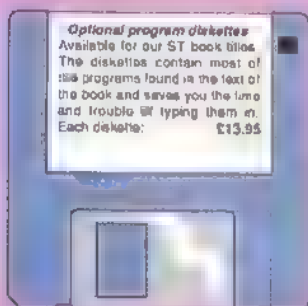 Optional program diskettes
Available for our ST book titles.
The diskettes contain most of
the programs found in the text of
the book and saves you the time
and trouble of typing them in.
Each diskette: £13.95